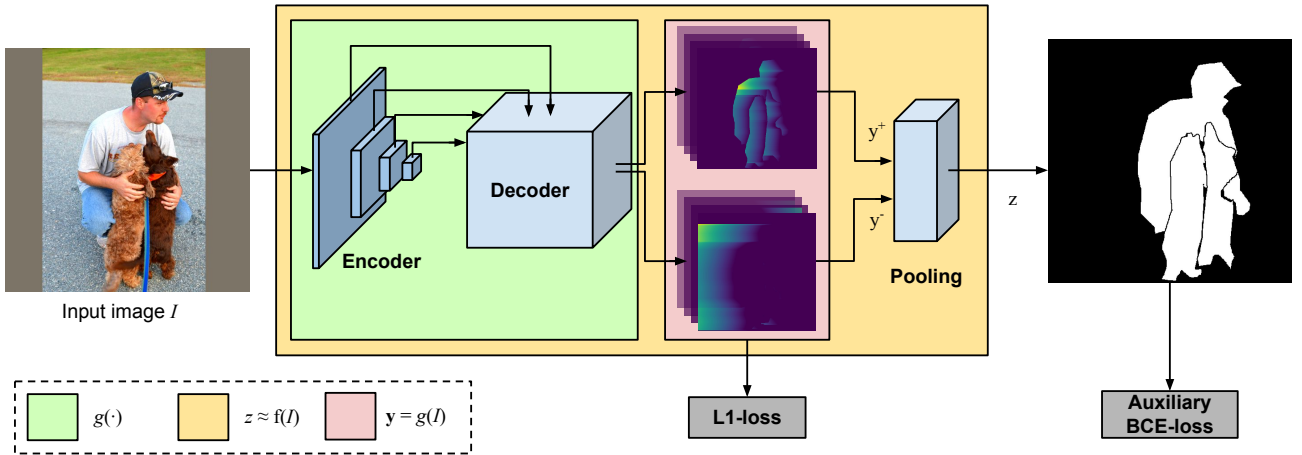 Encoder
Decoder
y⁺
y⁻
Pooling
z
Input image I
g(·)
z ≈ f(I)
y = g(I)
L1-loss
Auxiliary
BCE-loss